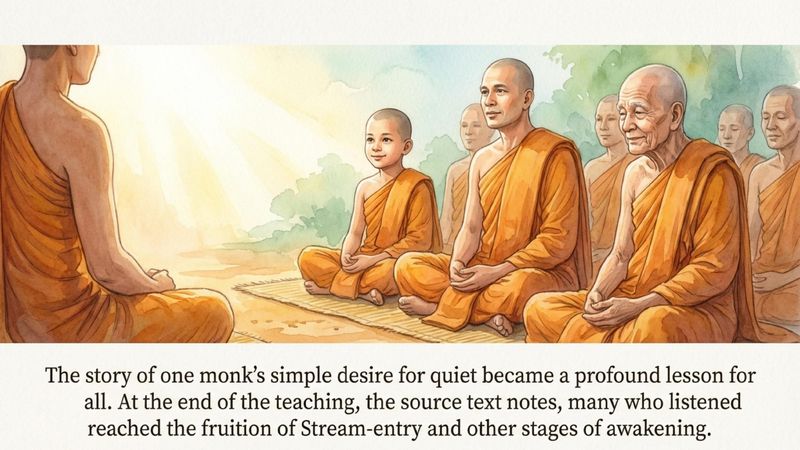 The story of one monk’s simple desire for quiet became a profound lesson for
all. At the end of the teaching, the source text notes, many who listened
reached the fruition of Stream-entry and other stages of awakening.